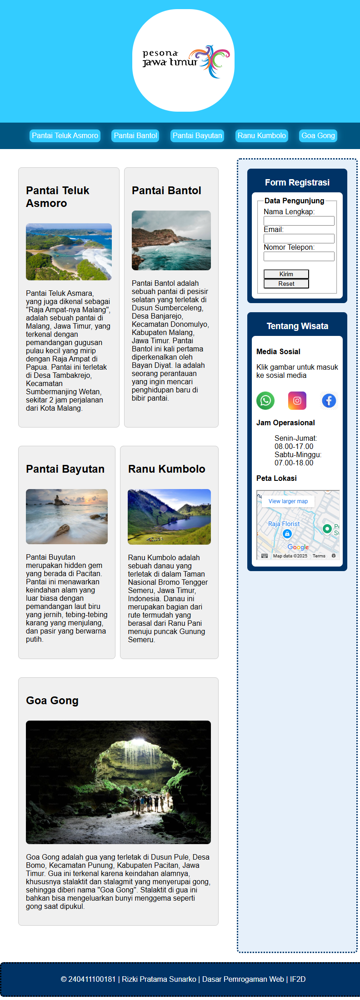 pesona
jawa timur
Pantai Teluk Asmoro
Pantai Bantol
Pantai Bayutan
Ranu Kumbolo
Goa Gong
Pantai Teluk
Asmoro
Pantai Teluk Asmara,
yang juga dikenal sebagai
"Raja Ampat-nya Malang",
adalah sebuah pantai di
Malang, Jawa Timur, yang
terkenal dengan
pemandangan gugusan
pulau kecil yang mirip
dengan Raja Ampat di
Papua. Pantai ini terletak
di Desa Tambakrejo,
Kecamatan
Sumbermanjing Wetan,
sekitar 2 jam perjalanan
dari Kota Malang.
Pantai Bantol
Pantai Bantol adalah
sebuah pantai di pesisir
selatan yang terletak di
Dusun Sumberceleng,
Desa Banjarejo,
Kecamatan Donomulyo,
Kabupaten Malang,
Jawa Timur. Pantai
Bantol ini kali pertama
diperkenalkan oleh
Bayan Diyat. Ia adalah
seorang perantauan
yang ingin mencari
penghidupan baru di
bibir pantai.
Pantai Bayutan
Pantai Buyutan
merupakan hidden gem
yang berada di Pacitan.
Pantai ini menawarkan
keindahan alam yang
luar biasa dengan
pemandangan laut biru
yang jernih, tebing-tebing
karang yang menjulang,
dan pasir yang berwarna
putih.
Ranu Kumbolo
Ranu Kumbolo adalah
sebuah danau yang
terletak di dalam Taman
Nasional Bromo Tengger
Semeru, Jawa Timur,
Indonesia. Danau ini
merupakan bagian dari
rute termudah yang
berasal dari Ranu Pani
menuju puncak Gunung
Semeru.
Goa Gong
Goa Gong adalah gua yang terletak di Dusun Pule, Desa
Bomo, Kecamatan Punung, Kabupaten Pacitan, Jawa
Timur. Gua ini terkenal karena keindahan alamnya,
khususnya stalaktit dan stalagmit yang menyerupai gong,
sehingga diberi nama "Goa Gong". Stalaktit di gua ini
bahkan bisa mengeluarkan bunyi menggema seperti
gong saat dipukul.
Form Registrasi
Data Pengunjung
Nama Lengkap:
Email:
Nomor Telepon:
Kirim
Reset
Tentang Wisata
Media Sosial
Klik gambar untuk masuk
ke sosial media
Jam Operasional
Senin-Jumat:
08.00-17.00
Sabtu-Minggu:
07.00-18.00
Peta Lokasi
View larger map
Raja Florist
Google
Map data ©2025
Terms
© 240411100181 | Rizki Pratama Sunarko | Dasar Pemrogaman Web | IF2D